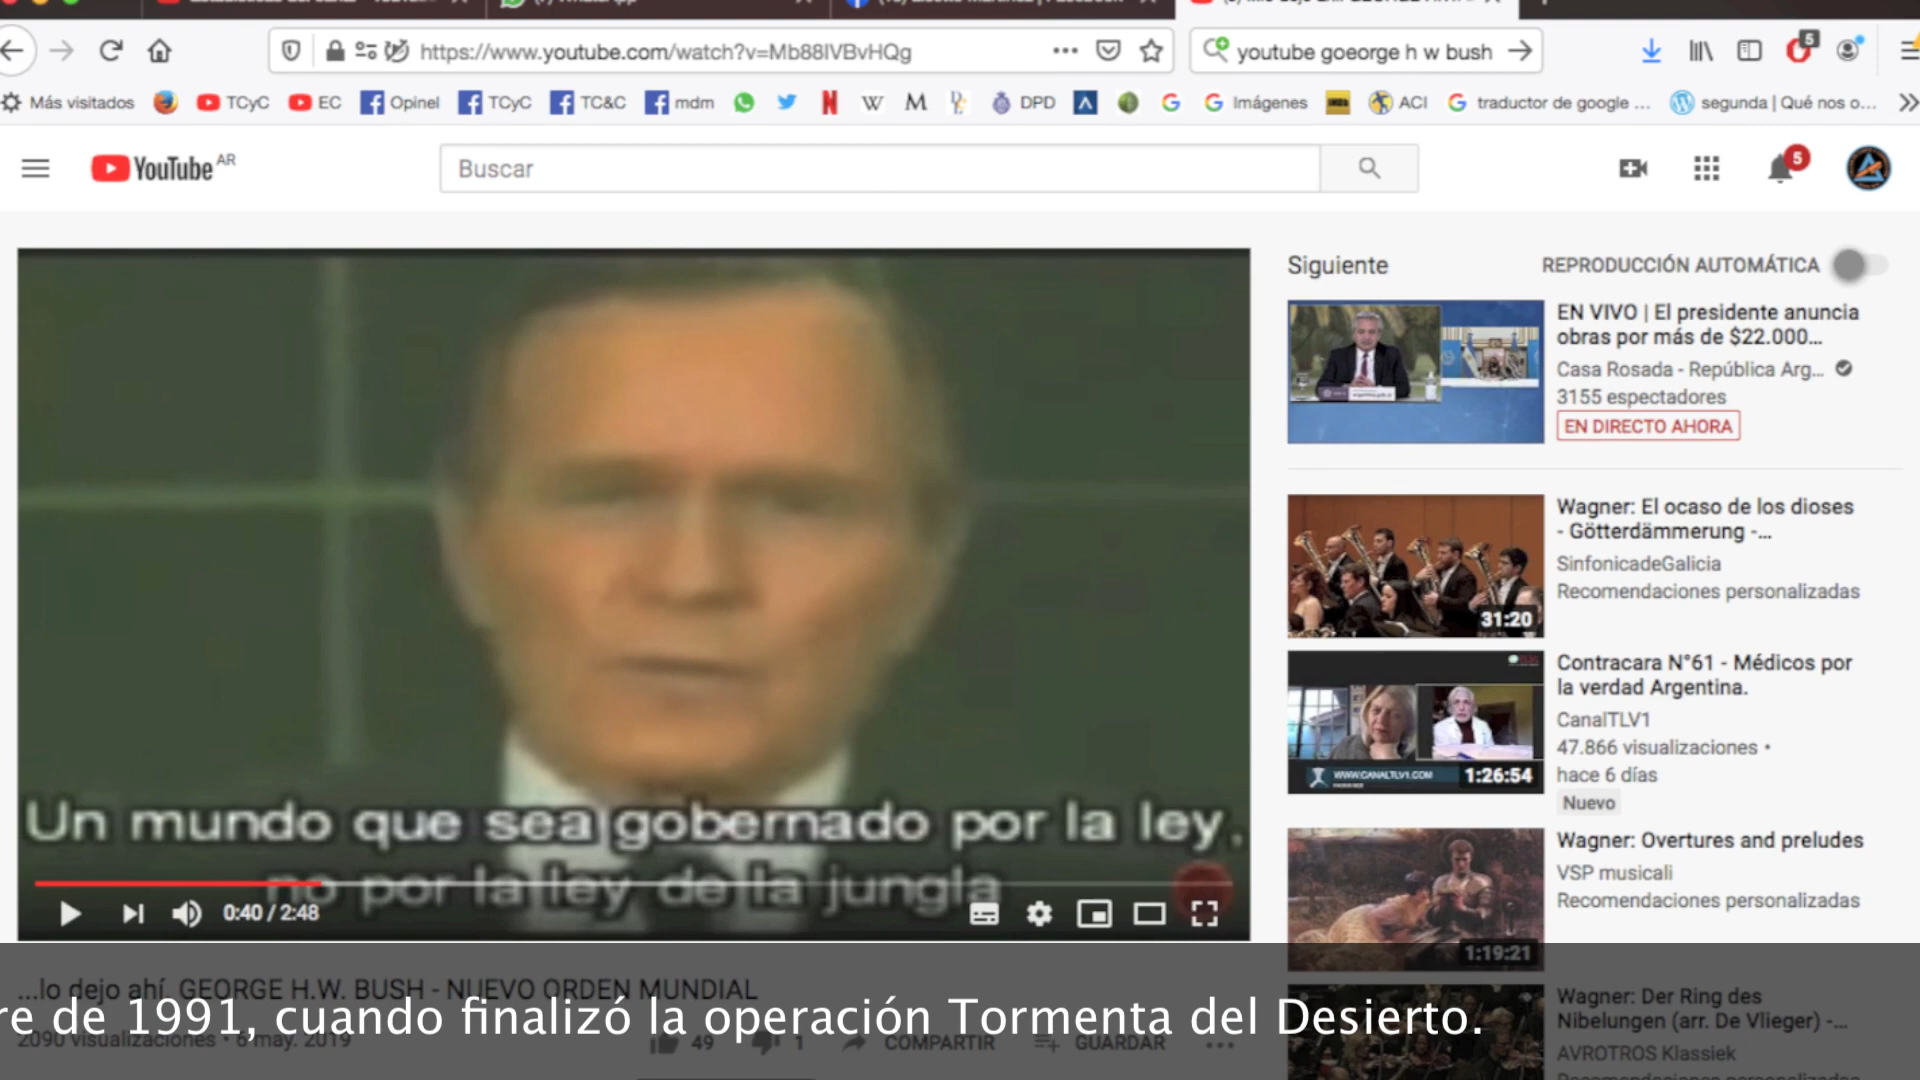 https://www.youtube.com/watch?v=Mb88IVBvHQg
youtube goeorge h w bush
5
Más visitados
TCyC
EC
Opinel
TCyC
TC&C
mdm
N
W
M
DPD
G
G Imágenes
IMDb
ACI
G traductor de google ...
segunda | Qué nos o...
YouTube AR
Buscar
5
Siguiente
REPRODUCCIÓN AUTOMÁTICA
EN VIVO | El presidente anuncia
obras por más de $22.000...
Casa Rosada - República Arg...
3155 espectadores
EN DIRECTO AHORA
Wagner: El ocaso de los dioses
- Götterdämmerung -...
SinfonicadeGalicia
Recomendaciones personalizadas
31:20
Contracara N°61 - Médicos por
la verdad Argentina.
CanalTLV1
47.866 visualizaciones •
hace 6 días
Nuevo
WWW.CANALTLV1.COM
1:26:54
Wagner: Overtures and preludes
VSP musicali
Recomendaciones personalizadas
1:19:21
Wagner: Der Ring des
Nibelungen (arr. De Vlieger) -...
AVROTROS Klassiek
Un mundo que sea gobernado por la ley,
no por la ley de la jungla
0:40 / 2:48
...lo dejo ahí. GEORGE H.W. BUSH - NUEVO ORDEN MUNDIAL
re de 1991, cuando finalizó la operación Tormenta del Desierto.
2090 visualizaciones • 6 may. 2019
49
1
COMPARTIR
GUARDAR